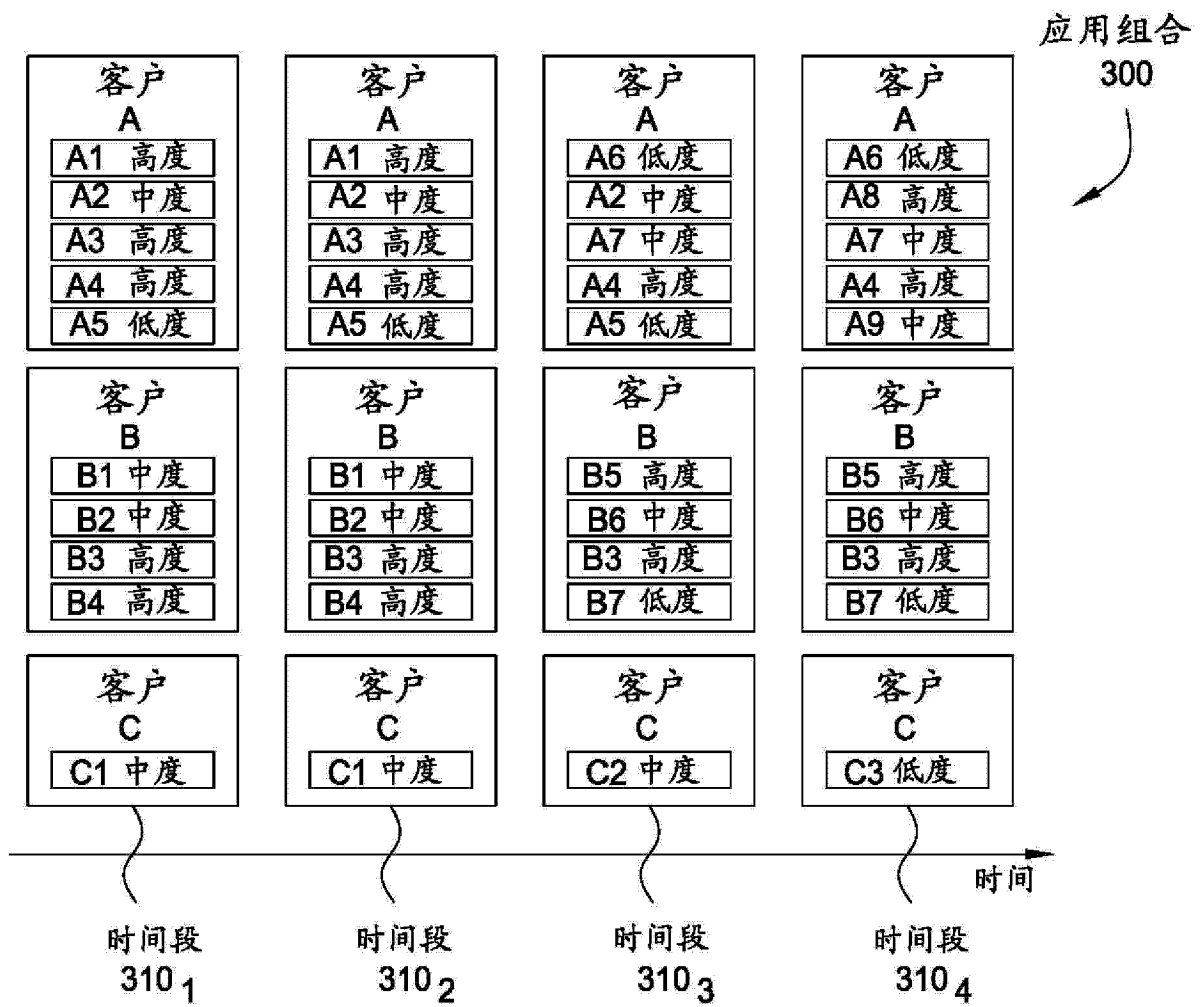 应用组合
300
客户
A
A1 高度
A2 中度
A3 高度
A4 高度
A5 低度
客户
A
A1 高度
A2 中度
A3 高度
A4 高度
A5 低度
客户
A
A6 低度
A2 中度
A7 中度
A4 高度
A5 低度
客户
A
A6 低度
A8 高度
A7 中度
A4 高度
A9 中度
客户
B
B1 中度
B2 中度
B3 高度
B4 高度
客户
B
B1 中度
B2 中度
B3 高度
B4 高度
客户
B
B5 高度
B6 中度
B3 高度
B7 低度
客户
B
B5 高度
B6 中度
B3 高度
B7 低度
客户
C
C1 中度
客户
C
C1 中度
客户
C
C2 中度
客户
C
C3 低度
时间
时间段
310 1
时间段
310 2
时间段
310 3
时间段
310 4